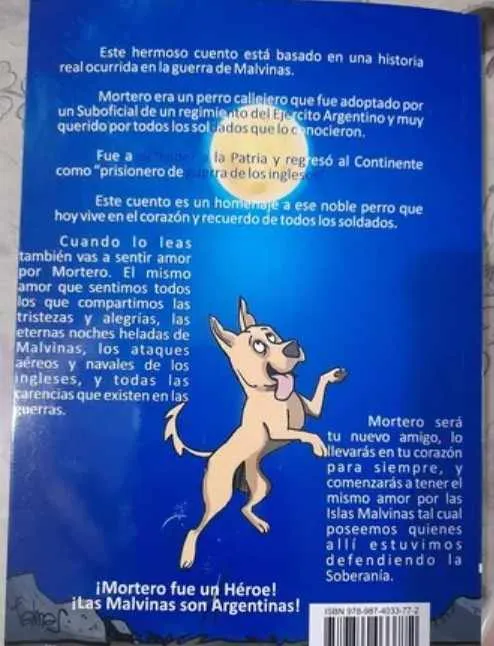 Este hermoso cuento está basado en una historia
real ocurrida en la guerra de Malvinas.
Mortero era un perro callejero que fue adoptado por
un Suboficial de un regimiento del Ejército Argentino y muy
querido por todos los soldados que lo conocieron.
Fue a defender a la Patria y regresó al Continente
como "prisionero de guerra de los ingleses"
Este cuento es un homenaje a ese noble perro que
hoy vive en el corazón y recuerdo de todos los soldados.
Cuando lo leas
también vas a sentir amor
por Mortero. El mismo
amor que sentimos todos
los que compartimos las
tristezas y alegrías, las
eternas noches heladas de
Malvinas, los ataques
aéreos y navales de los
ingleses, y todas las
carencias que existen en las
guerras.
Mortero será
tu nuevo amigo, lo
llevarás en tu corazón
para siempre, y
comenzarás a tener el
mismo amor por las
Islas Malvinas tal cual
poseemos quienes
allí estuvimos
defendiendo la
Soberanía.
¡Mortero fue un Héroe!
¡Las Malvinas son Argentinas!
ISBN 978-987-4033-77-2